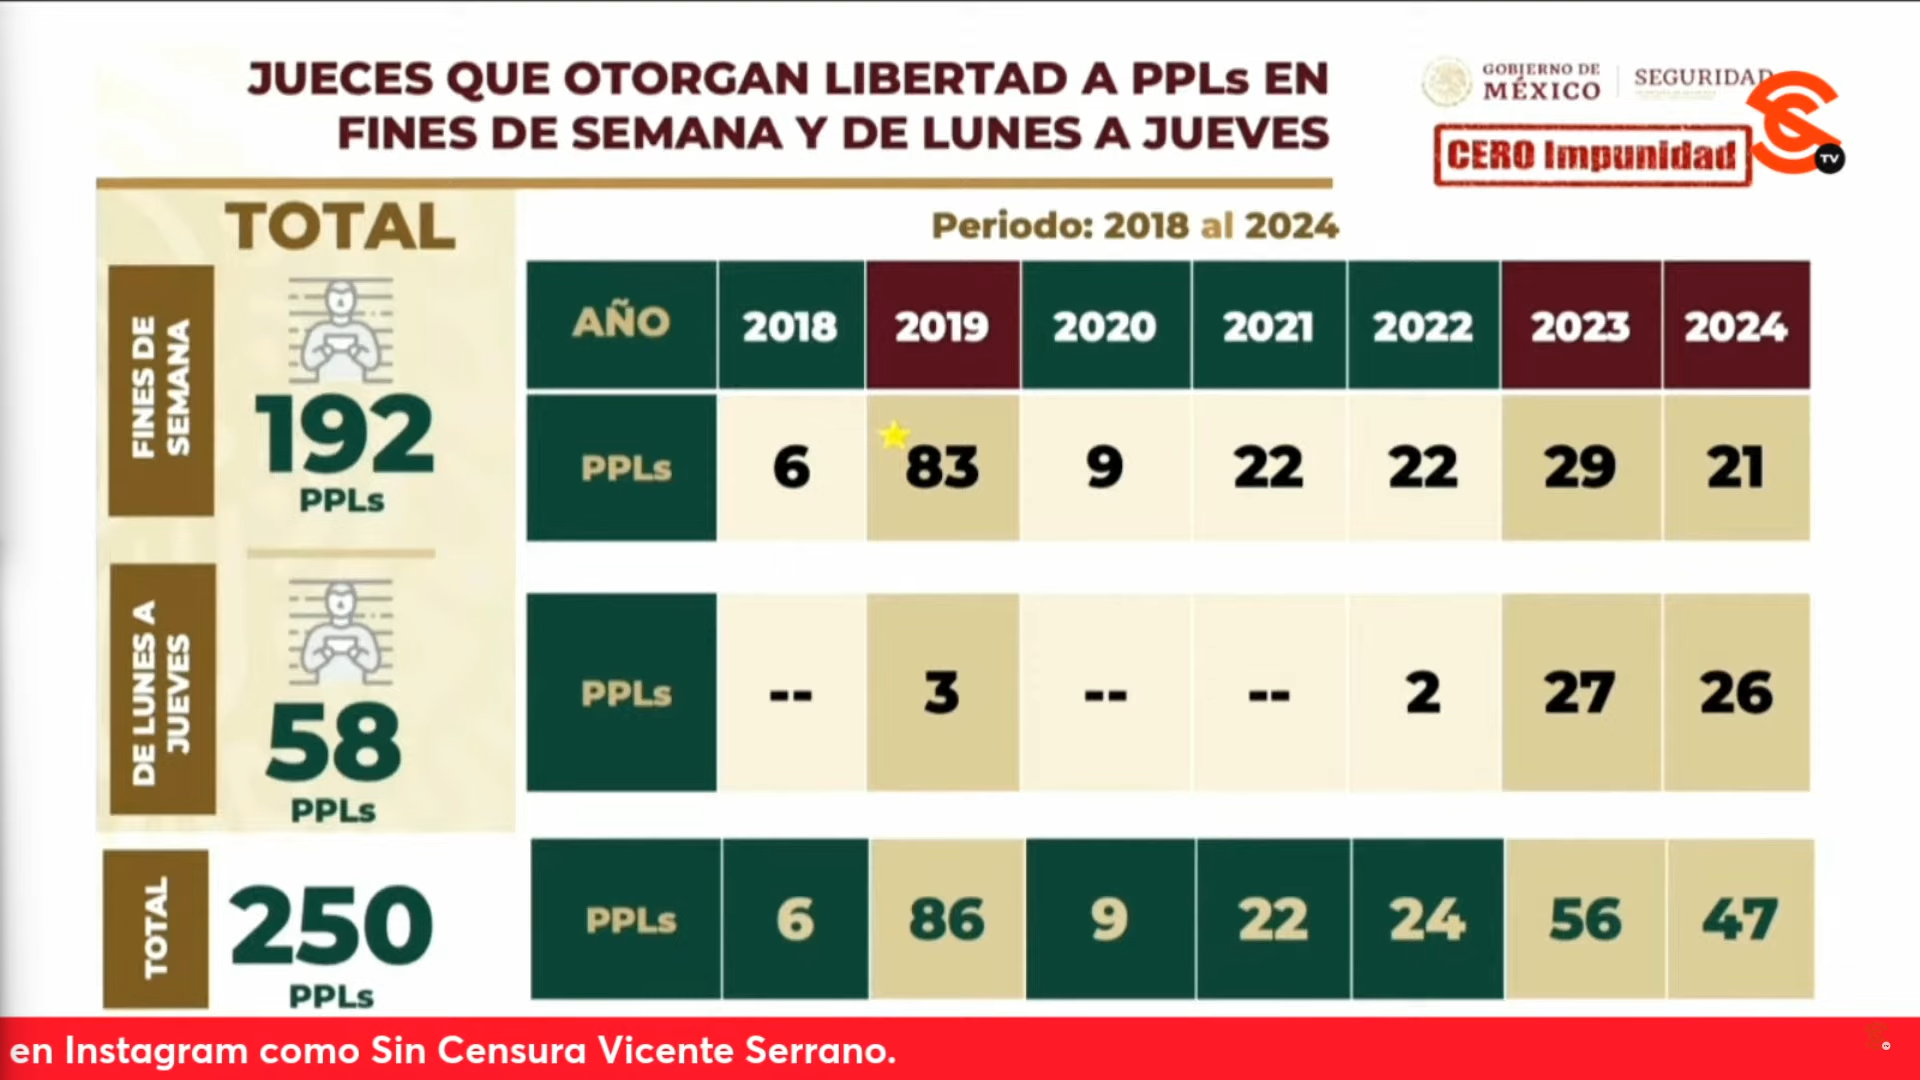 JUECES QUE OTORGAN LIBERTAD A PPLs EN
FINES DE SEMANA Y DE LUNES A JUEVES
GOBIERNO DE
MÉXICO
SEGURIDAD
CERO Impunidad
TV
TOTAL
Periodo: 2018 al 2024
FINES DE
SEMANA
192
PPLs
AÑO 2018 2019 2020 2021 2022 2023 2024
PPLs 6 83 9 22 22 29 21
DE LUNES A
JUEVES
58
PPLs
PPLs -- 3 -- -- 2 27 26
TOTAL
250
PPLs
PPLs 6 86 9 22 24 56 47
en Instagram como Sin Censura Vicente Serrano.